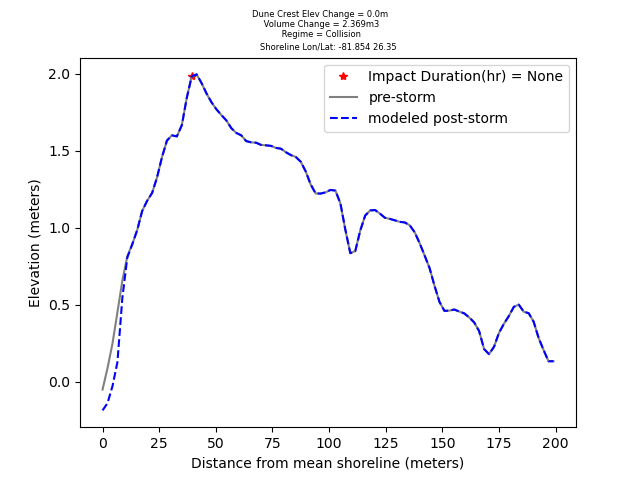 Dune Crest Elev Change = 0.0m
Volume Change = 2.369m3
Regime = Collision
Shoreline Lon/Lat: -81.854 26.35
Impact Duration(hr) = None
pre-storm
modeled post-storm
2.0
1.5
1.0
0.5
0.0
Elevation (meters)
0 25 50 75 100 125 150 175 200
Distance from mean shoreline (meters)